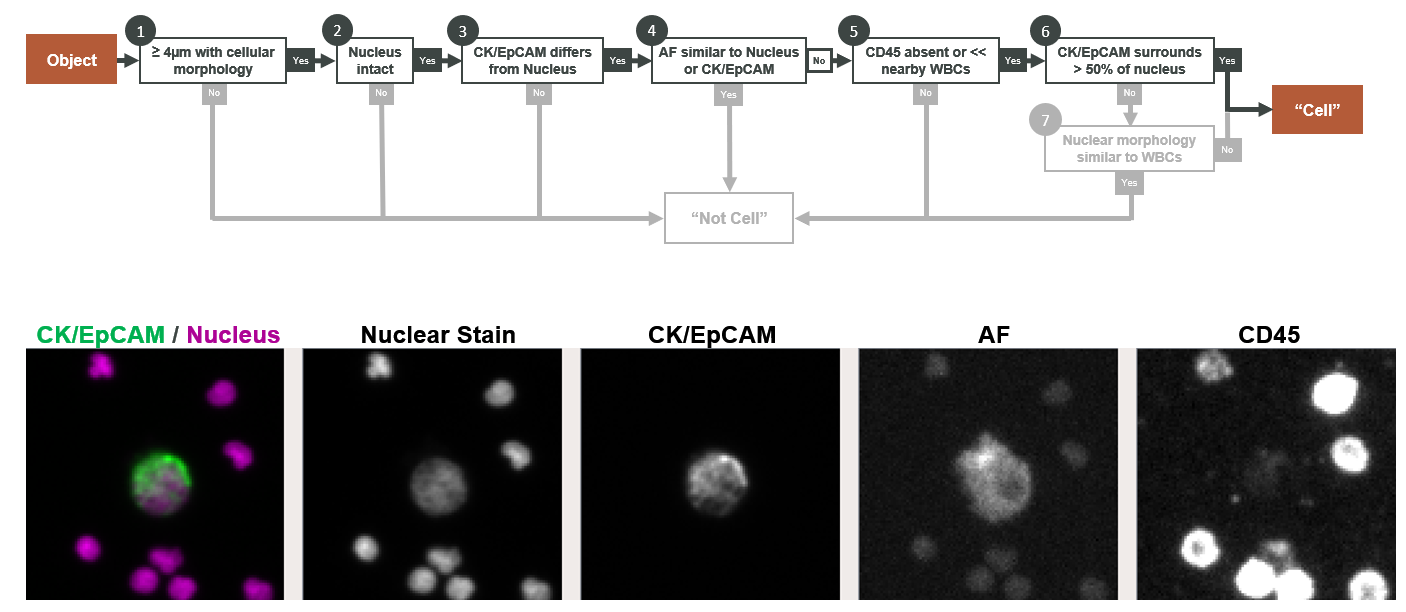 Object
1
≥ 4µm with cellular
morphology
Yes
No
2
Nucleus
intact
Yes
No
3
CK/EpCAM differs
from Nucleus
Yes
No
4
AF similar to Nucleus
or CK/EpCAM
No
Yes
5
CD45 absent or <<
nearby WBCs
Yes
No
6
CK/EpCAM surrounds
> 50% of nucleus
Yes
No
“Cell”
7
Nuclear morphology
similar to WBCs
No
Yes
“Not Cell”
CK/EpCAM / Nucleus
Nuclear Stain
CK/EpCAM
AF
CD45